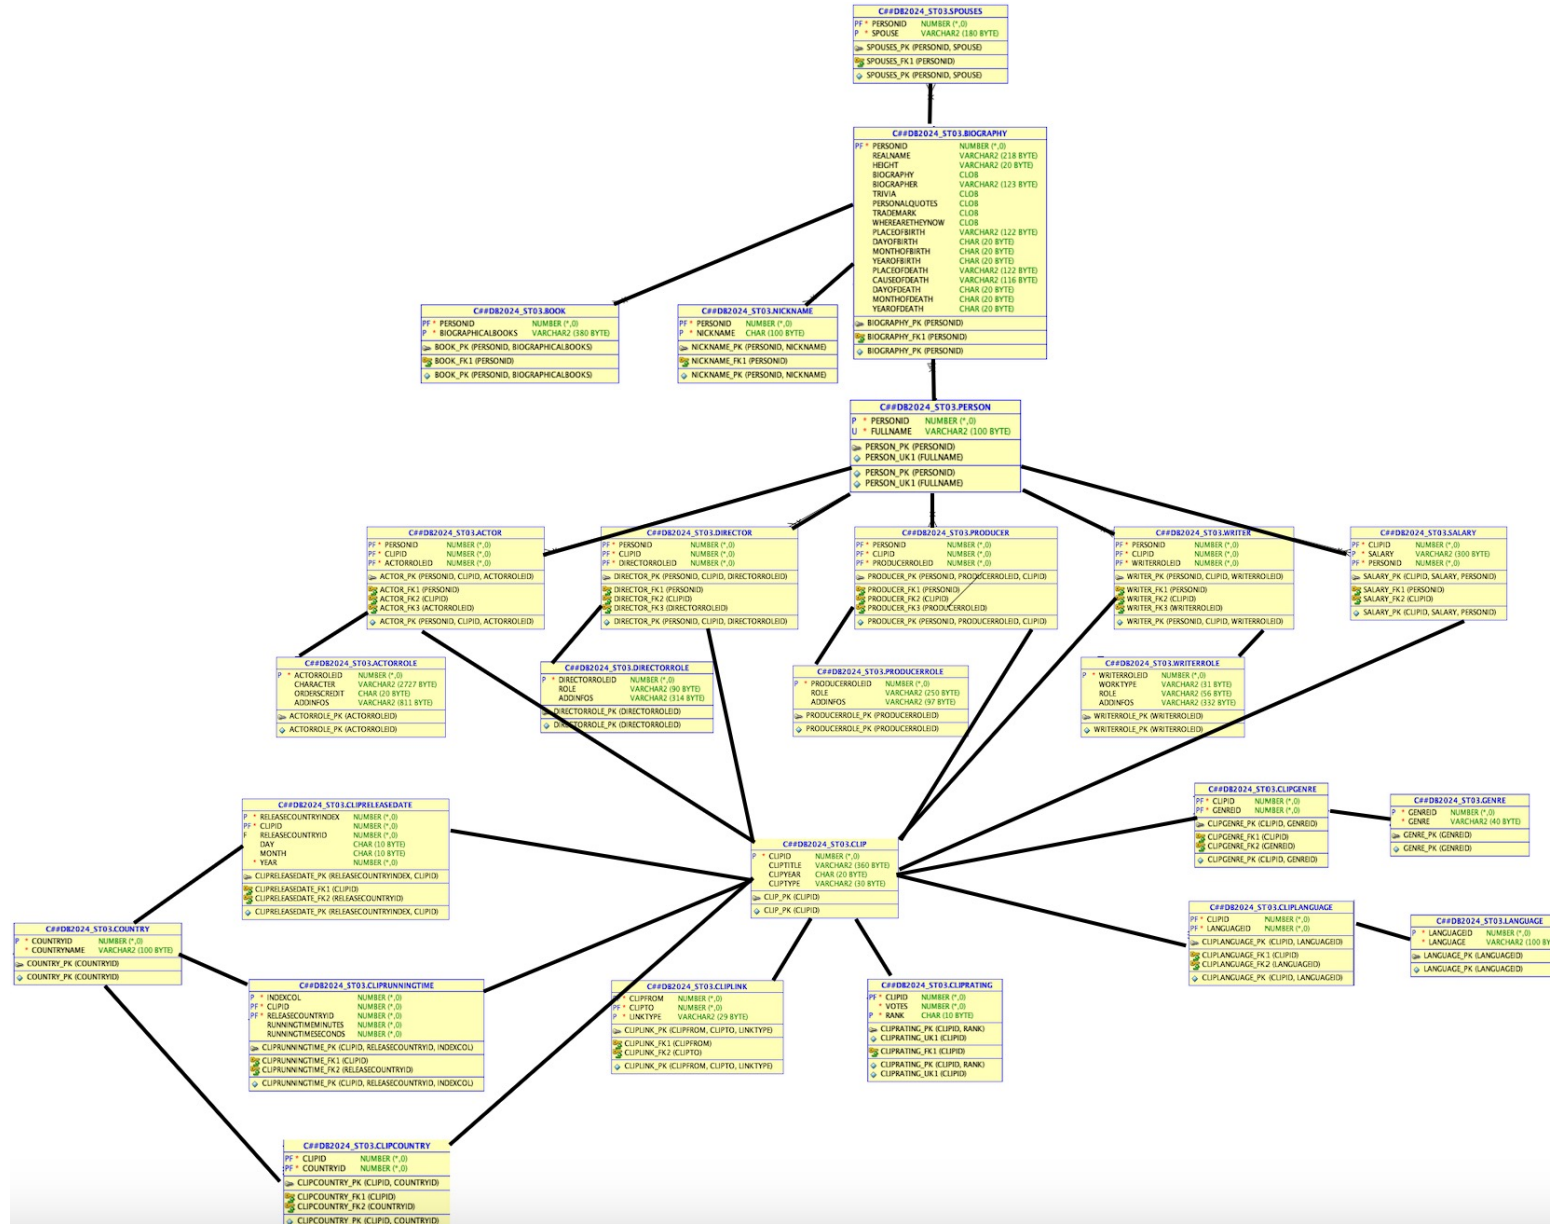 C##DB2024_ST03.SPOUSES
PF * PERSONID NUMBER (*,0)
P * SPOUSE VARCHAR2 (180 BYTE)
SPOUSES_PK (PERSONID, SPOUSE)
SPOUSES_FK1 (PERSONID)
SPOUSES_PK (PERSONID, SPOUSE)
C##DB2024_ST03.BIOGRAPHY
PF * PERSONID NUMBER (*,0)
REALNAME VARCHAR2 (218 BYTE)
HEIGHT VARCHAR2 (20 BYTE)
BIOGRAPHY CLOB
BIOGRAPHER VARCHAR2 (123 BYTE)
TRIVIA CLOB
PERSONALQUOTES CLOB
TRADEMARK CLOB
WHEREARETHEYNOW CLOB
PLACEOFBIRTH VARCHAR2 (122 BYTE)
DAYOFBIRTH CHAR (20 BYTE)
MONTHOFBIRTH CHAR (20 BYTE)
YEAROFBIRTH CHAR (20 BYTE)
PLACEOFDEATH VARCHAR2 (122 BYTE)
CAUSEOFDEATH VARCHAR2 (116 BYTE)
DAYOFDEATH CHAR (20 BYTE)
MONTHOFDEATH CHAR (20 BYTE)
YEAROFDEATH CHAR (20 BYTE)
BIOGRAPHY_PK (PERSONID)
BIOGRAPHY_FK1 (PERSONID)
BIOGRAPHY_PK (PERSONID)
C##DB2024_ST03.BOOK
PF * PERSONID NUMBER (*,0)
P * BIOGRAPHICALBOOKS VARCHAR2 (380 BYTE)
BOOK_PK (PERSONID, BIOGRAPHICALBOOKS)
BOOK_FK1 (PERSONID)
BOOK_PK (PERSONID, BIOGRAPHICALBOOKS)
C##DB2024_ST03.NICKNAME
PF * PERSONID NUMBER (*,0)
P * NICKNAME CHAR (100 BYTE)
NICKNAME_PK (PERSONID, NICKNAME)
NICKNAME_FK1 (PERSONID)
NICKNAME_PK (PERSONID, NICKNAME)
C##DB2024_ST03.PERSON
P * PERSONID NUMBER (*,0)
U * FULLNAME VARCHAR2 (100 BYTE)
PERSON_PK (PERSONID)
PERSON_UK1 (FULLNAME)
PERSON_PK (PERSONID)
PERSON_UK1 (FULLNAME)
C##DB2024_ST03.ACTOR
PF * PERSONID NUMBER (*,0)
PF * CLIPID NUMBER (*,0)
PF * ACTORROLEID NUMBER (*,0)
ACTOR_PK (PERSONID, CLIPID, ACTORROLEID)
ACTOR_FK1 (PERSONID)
ACTOR_FK2 (CLIPID)
ACTOR_FK3 (ACTORROLEID)
ACTOR_PK (PERSONID, CLIPID, ACTORROLEID)
C##DB2024_ST03.DIRECTOR
PF * PERSONID NUMBER (*,0)
PF * CLIPID NUMBER (*,0)
PF * DIRECTORROLEID NUMBER (*,0)
DIRECTOR_PK (PERSONID, CLIPID, DIRECTORROLEID)
DIRECTOR_FK1 (PERSONID)
DIRECTOR_FK2 (CLIPID)
DIRECTOR_FK3 (DIRECTORROLEID)
DIRECTOR_PK (PERSONID, CLIPID, DIRECTORROLEID)
C##DB2024_ST03.PRODUCER
PF * PERSONID NUMBER (*,0)
PF * CLIPID NUMBER (*,0)
PF * PRODUCERROLEID NUMBER (*,0)
PRODUCER_PK (PERSONID, PRODUCERROLEID, CLIPID)
PRODUCER_FK1 (PERSONID)
PRODUCER_FK2 (CLIPID)
PRODUCER_FK3 (PRODUCERROLEID)
PRODUCER_PK (PERSONID, PRODUCERROLEID, CLIPID)
C##DB2024_ST03.WRITER
PF * PERSONID NUMBER (*,0)
PF * CLIPID NUMBER (*,0)
PF * WRITERROLEID NUMBER (*,0)
WRITER_PK (PERSONID, CLIPID, WRITERROLEID)
WRITER_FK1 (PERSONID)
WRITER_FK2 (CLIPID)
WRITER_FK3 (WRITERROLEID)
WRITER_PK (PERSONID, CLIPID, WRITERROLEID)
C##DB2024_ST03.SALARY
PF * CLIPID NUMBER (*,0)
P * SALARY VARCHAR2 (300 BYTE)
PF * PERSONID NUMBER (*,0)
SALARY_PK (CLIPID, SALARY, PERSONID)
SALARY_FK1 (PERSONID)
SALARY_FK2 (CLIPID)
SALARY_PK (CLIPID, SALARY, PERSONID)
C##DB2024_ST03.ACTORROLE
P * ACTORROLEID NUMBER (*,0)
CHARACTER VARCHAR2 (2727 BYTE)
ORDERSCREDIT CHAR (20 BYTE)
ADDINFOS VARCHAR2 (811 BYTE)
ACTORROLE_PK (ACTORROLEID)
ACTORROLE_PK (ACTORROLEID)
C##DB2024_ST03.DIRECTORROLE
P * DIRECTORROLEID NUMBER (*,0)
ROLE VARCHAR2 (90 BYTE)
ADDINFOS VARCHAR2 (314 BYTE)
DIRECTORROLE_PK (DIRECTORROLEID)
DIRECTORROLE_PK (DIRECTORROLEID)
C##DB2024_ST03.PRODUCERROLE
P * PRODUCERROLEID NUMBER (*,0)
ROLE VARCHAR2 (250 BYTE)
ADDINFOS VARCHAR2 (97 BYTE)
PRODUCERROLE_PK (PRODUCERROLEID)
PRODUCERROLE_PK (PRODUCERROLEID)
C##DB2024_ST03.WRITERROLE
P * WRITERROLEID NUMBER (*,0)
WORKTYPE VARCHAR2 (31 BYTE)
ROLE VARCHAR2 (56 BYTE)
ADDINFOS VARCHAR2 (332 BYTE)
WRITERROLE_PK (WRITERROLEID)
WRITERROLE_PK (WRITERROLEID)
C##DB2024_ST03.CLIPRELEASEDATE
P * RELEASECOUNTRYINDEX NUMBER (*,0)
PF * CLIPID NUMBER (*,0)
F RELEASECOUNTRYID NUMBER (*,0)
DAY CHAR (10 BYTE)
MONTH CHAR (10 BYTE)
* YEAR NUMBER (*,0)
CLIPRELEASEDATE_PK (RELEASECOUNTRYINDEX, CLIPID)
CLIPRELEASEDATE_FK1 (CLIPID)
CLIPRELEASEDATE_FK2 (RELEASECOUNTRYID)
CLIPRELEASEDATE_PK (RELEASECOUNTRYINDEX, CLIPID)
C##DB2024_ST03.CLIP
P * CLIPID NUMBER (*,0)
CLIPTITLE VARCHAR2 (360 BYTE)
CLIPYEAR CHAR (20 BYTE)
CLIPTYPE VARCHAR2 (30 BYTE)
CLIP_PK (CLIPID)
CLIP_PK (CLIPID)
C##DB2024_ST03.CLIPGENRE
PF * CLIPID NUMBER (*,0)
PF * GENREID NUMBER (*,0)
CLIPGENRE_PK (CLIPID, GENREID)
CLIPGENRE_FK1 (CLIPID)
CLIPGENRE_FK2 (GENREID)
CLIPGENRE_PK (CLIPID, GENREID)
C##DB2024_ST03.GENRE
P * GENREID NUMBER (*,0)
* GENRE VARCHAR2 (40 BYTE)
GENRE_PK (GENREID)
GENRE_PK (GENREID)
C##DB2024_ST03.CLIPLANGUAGE
PF * CLIPID NUMBER (*,0)
PF * LANGUAGEID NUMBER (*,0)
CLIPLANGUAGE_PK (CLIPID, LANGUAGEID)
CLIPLANGUAGE_FK1 (CLIPID)
CLIPLANGUAGE_FK2 (LANGUAGEID)
CLIPLANGUAGE_PK (CLIPID, LANGUAGEID)
C##DB2024_ST03.LANGUAGE
P * LANGUAGEID NUMBER (*,0)
* LANGUAGE VARCHAR2 (100 BY
LANGUAGE_PK (LANGUAGEID)
LANGUAGE_PK (LANGUAGEID)
C##DB2024_ST03.COUNTRY
P * COUNTRYID NUMBER (*,0)
* COUNTRYNAME VARCHAR2 (100 BYTE)
COUNTRY_PK (COUNTRYID)
COUNTRY_PK (COUNTRYID)
C##DB2024_ST03.CLIPRUNNINGTIME
P * INDEXCOL NUMBER (*,0)
PF * CLIPID NUMBER (*,0)
PF * RELEASECOUNTRYID NUMBER (*,0)
RUNNINGTIMEMINUTES NUMBER (*,0)
RUNNINGTIMESECONDS NUMBER (*,0)
CLIPRUNNINGTIME_PK (CLIPID, RELEASECOUNTRYID, INDEXCOL)
CLIPRUNNINGTIME_FK1 (CLIPID)
CLIPRUNNINGTIME_FK2 (RELEASECOUNTRYID)
CLIPRUNNINGTIME_PK (CLIPID, RELEASECOUNTRYID, INDEXCOL)
C##DB2024_ST03.CLIPLINK
PF * CLIPFROM NUMBER (*,0)
PF * CLIPTO NUMBER (*,0)
P * LINKTYPE VARCHAR2 (29 BYTE)
CLIPLINK_PK (CLIPFROM, CLIPTO, LINKTYPE)
CLIPLINK_FK1 (CLIPFROM)
CLIPLINK_FK2 (CLIPTO)
CLIPLINK_PK (CLIPFROM, CLIPTO, LINKTYPE)
C##DB2024_ST03.CLIPRATING
PF * CLIPID NUMBER (*,0)
* VOTES NUMBER (*,0)
P * RANK CHAR (10 BYTE)
CLIPRATING_PK (CLIPID, RANK)
CLIPRATING_UK1 (CLIPID)
CLIPRATING_FK1 (CLIPID)
CLIPRATING_PK (CLIPID, RANK)
CLIPRATING_UK1 (CLIPID)
C##DB2024_ST03.CLIPCOUNTRY
PF * CLIPID NUMBER (*,0)
PF * COUNTRYID NUMBER (*,0)
CLIPCOUNTRY_PK (CLIPID, COUNTRYID)
CLIPCOUNTRY_FK1 (CLIPID)
CLIPCOUNTRY_FK2 (COUNTRYID)
CLIPCOUNTRY_PK (CLIPID, COUNTRYID)